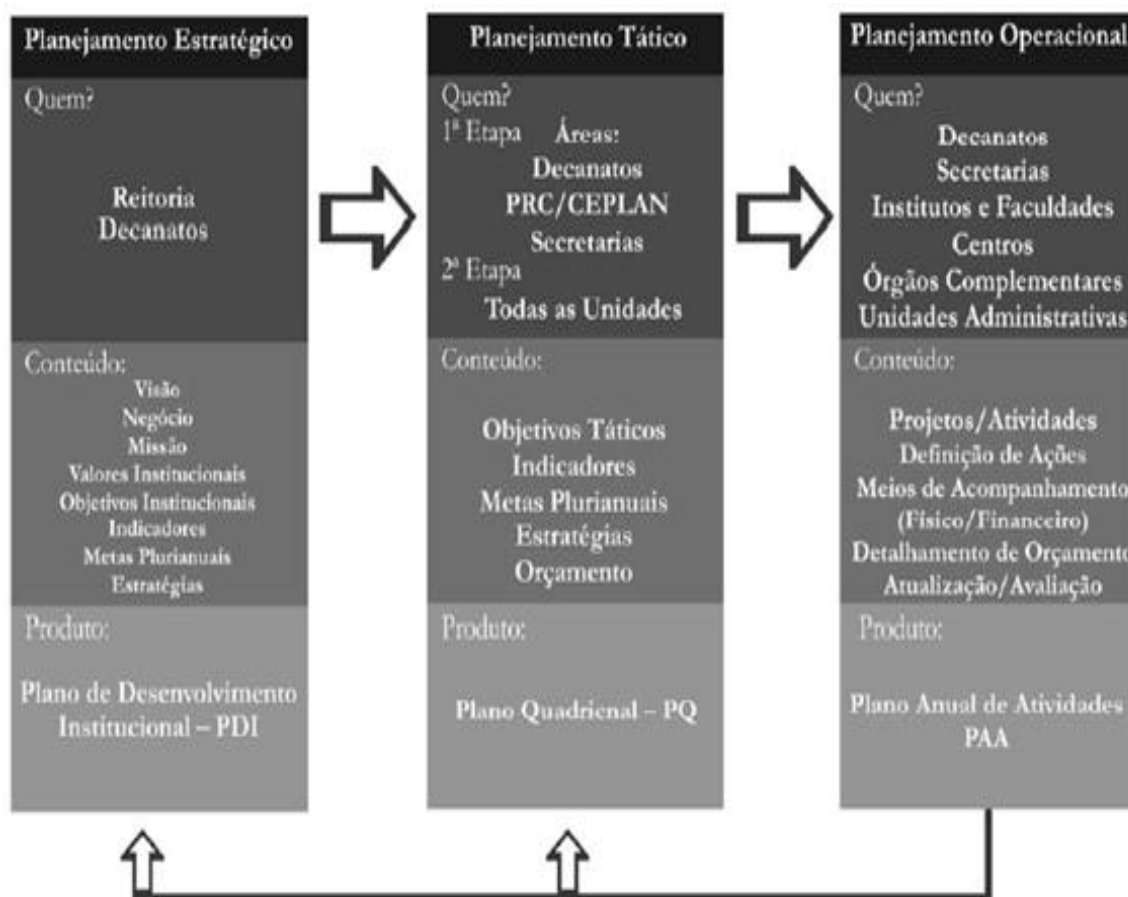 Planejamento Estratégico
Quem?
Reitoria
Decanatos
Conteúdo:
Visão
Negócio
Missão
Valores Institucionais
Objetivos Institucionais
Indicadores
Metas Plurianuais
Estratégias
Produto:
Plano de Desenvolvimento
Institucional – PDI
Planejamento Tático
Quem?
1ª Etapa Áreas:
Decanatos
PRC/CEPLAN
Secretarias
2ª Etapa
Todas as Unidades
Conteúdo:
Objetivos Táticos
Indicadores
Metas Plurianuais
Estratégias
Orçamento
Produto:
Plano Quadrienal – PQ
Planejamento Operacional
Quem?
Decanatos
Secretarias
Institutos e Faculdades
Centros
Órgãos Complementares
Unidades Administrativas
Conteúdo:
Projetos/Atividades
Definição de Ações
Meios de Acompanhamento
(Físico/Financeiro)
Detalhamento de Orçamento
Atualização/Avaliação
Produto:
Plano Anual de Atividades
PAA